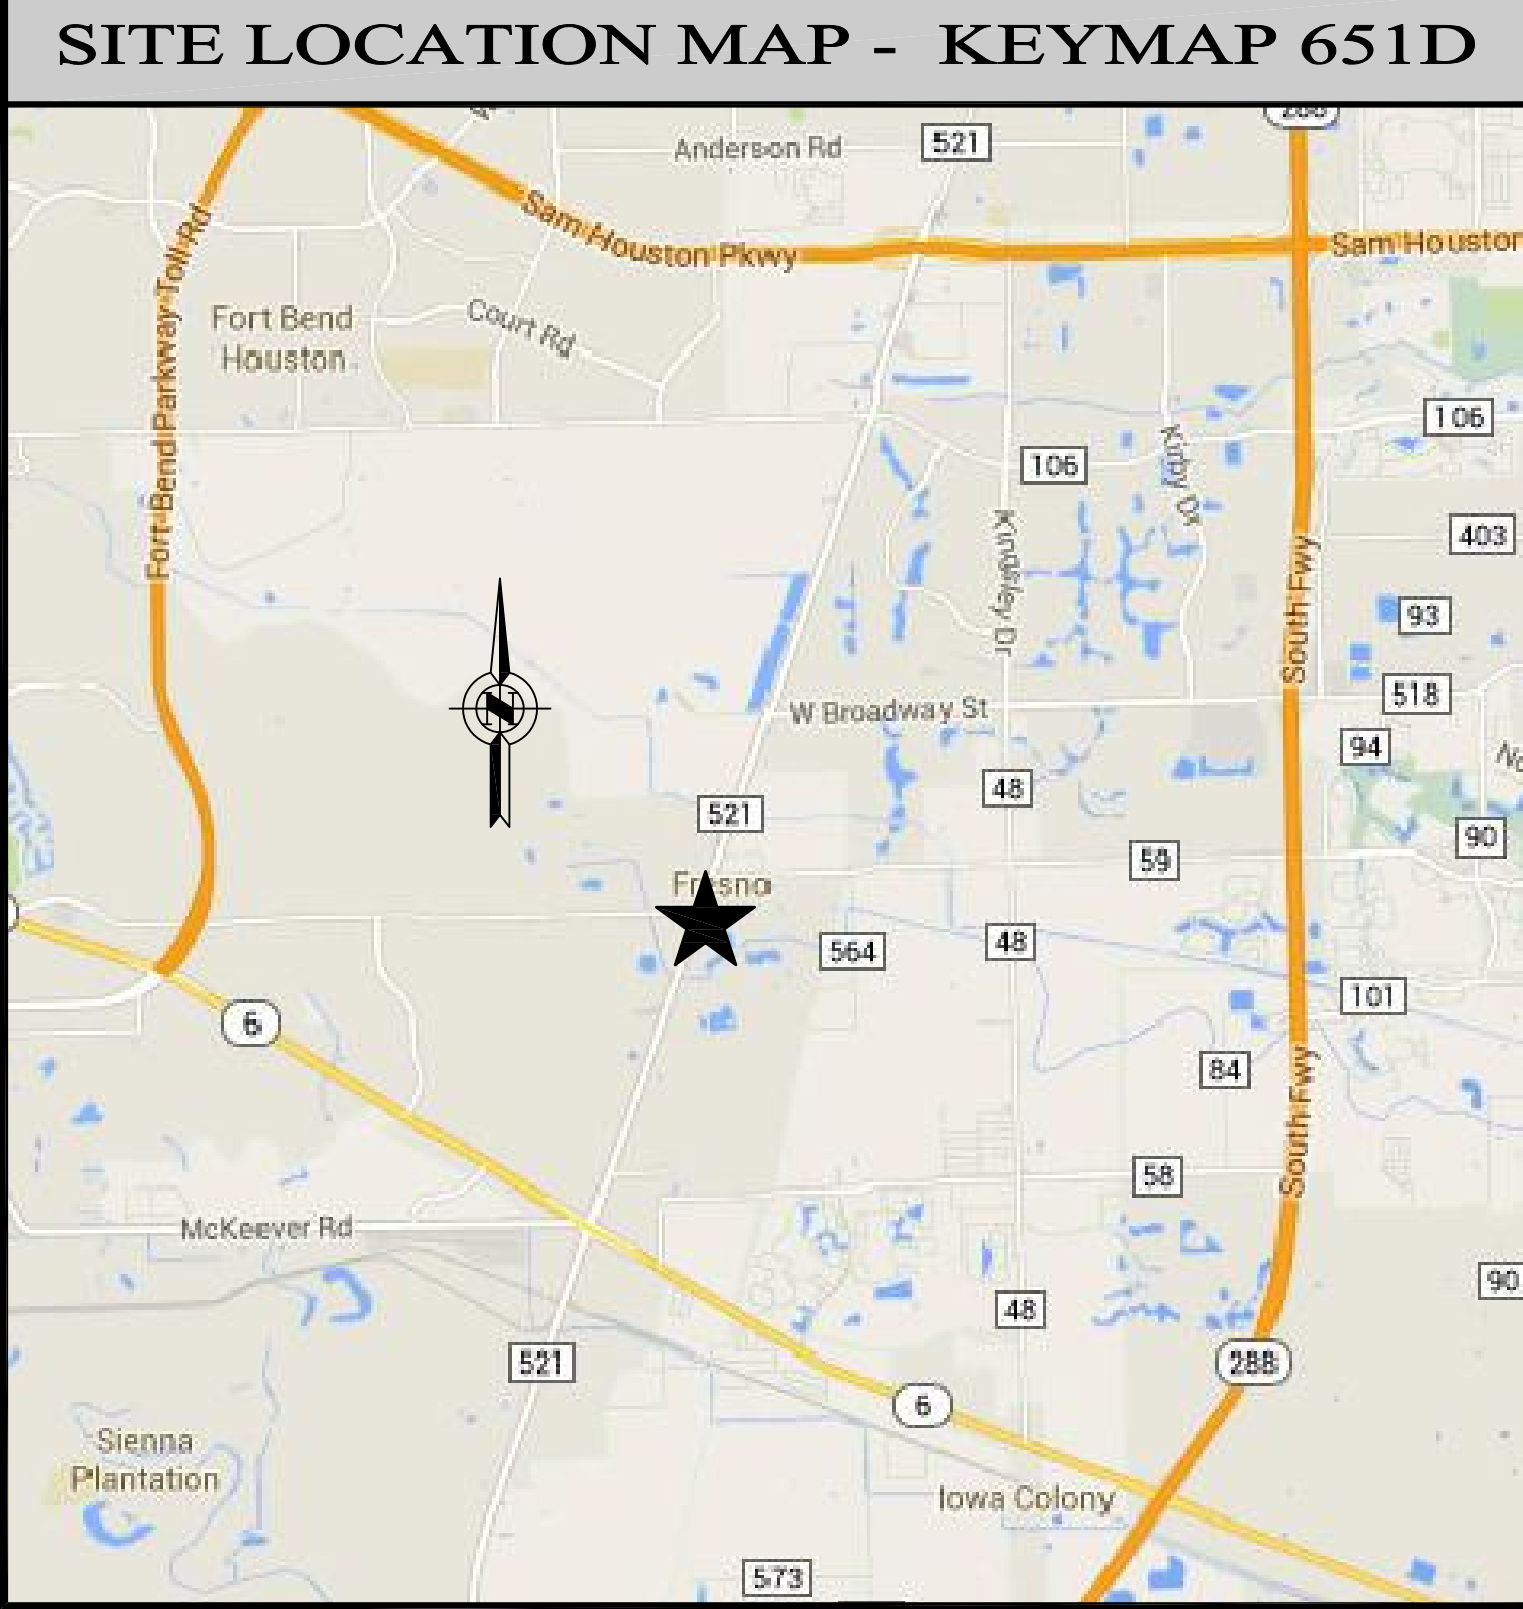 SITE LOCATION MAP - KEYMAP 651D
288
Anderson Rd
521
Sam Houston Pkwy
Sam Houston
Fort Bend Parkway Toll Rd
Fort Bend
Houston
Court Rd
106
106
Kirby Dr
403
Kingsley Dr
South Fwy
93
N
518
W Broadway St
94
48
521
90
59
Fresno
564
48
101
6
84
58
South Fwy
McKeever Rd
90
48
521
288
6
Sienna
Plantation
Iowa Colony
573